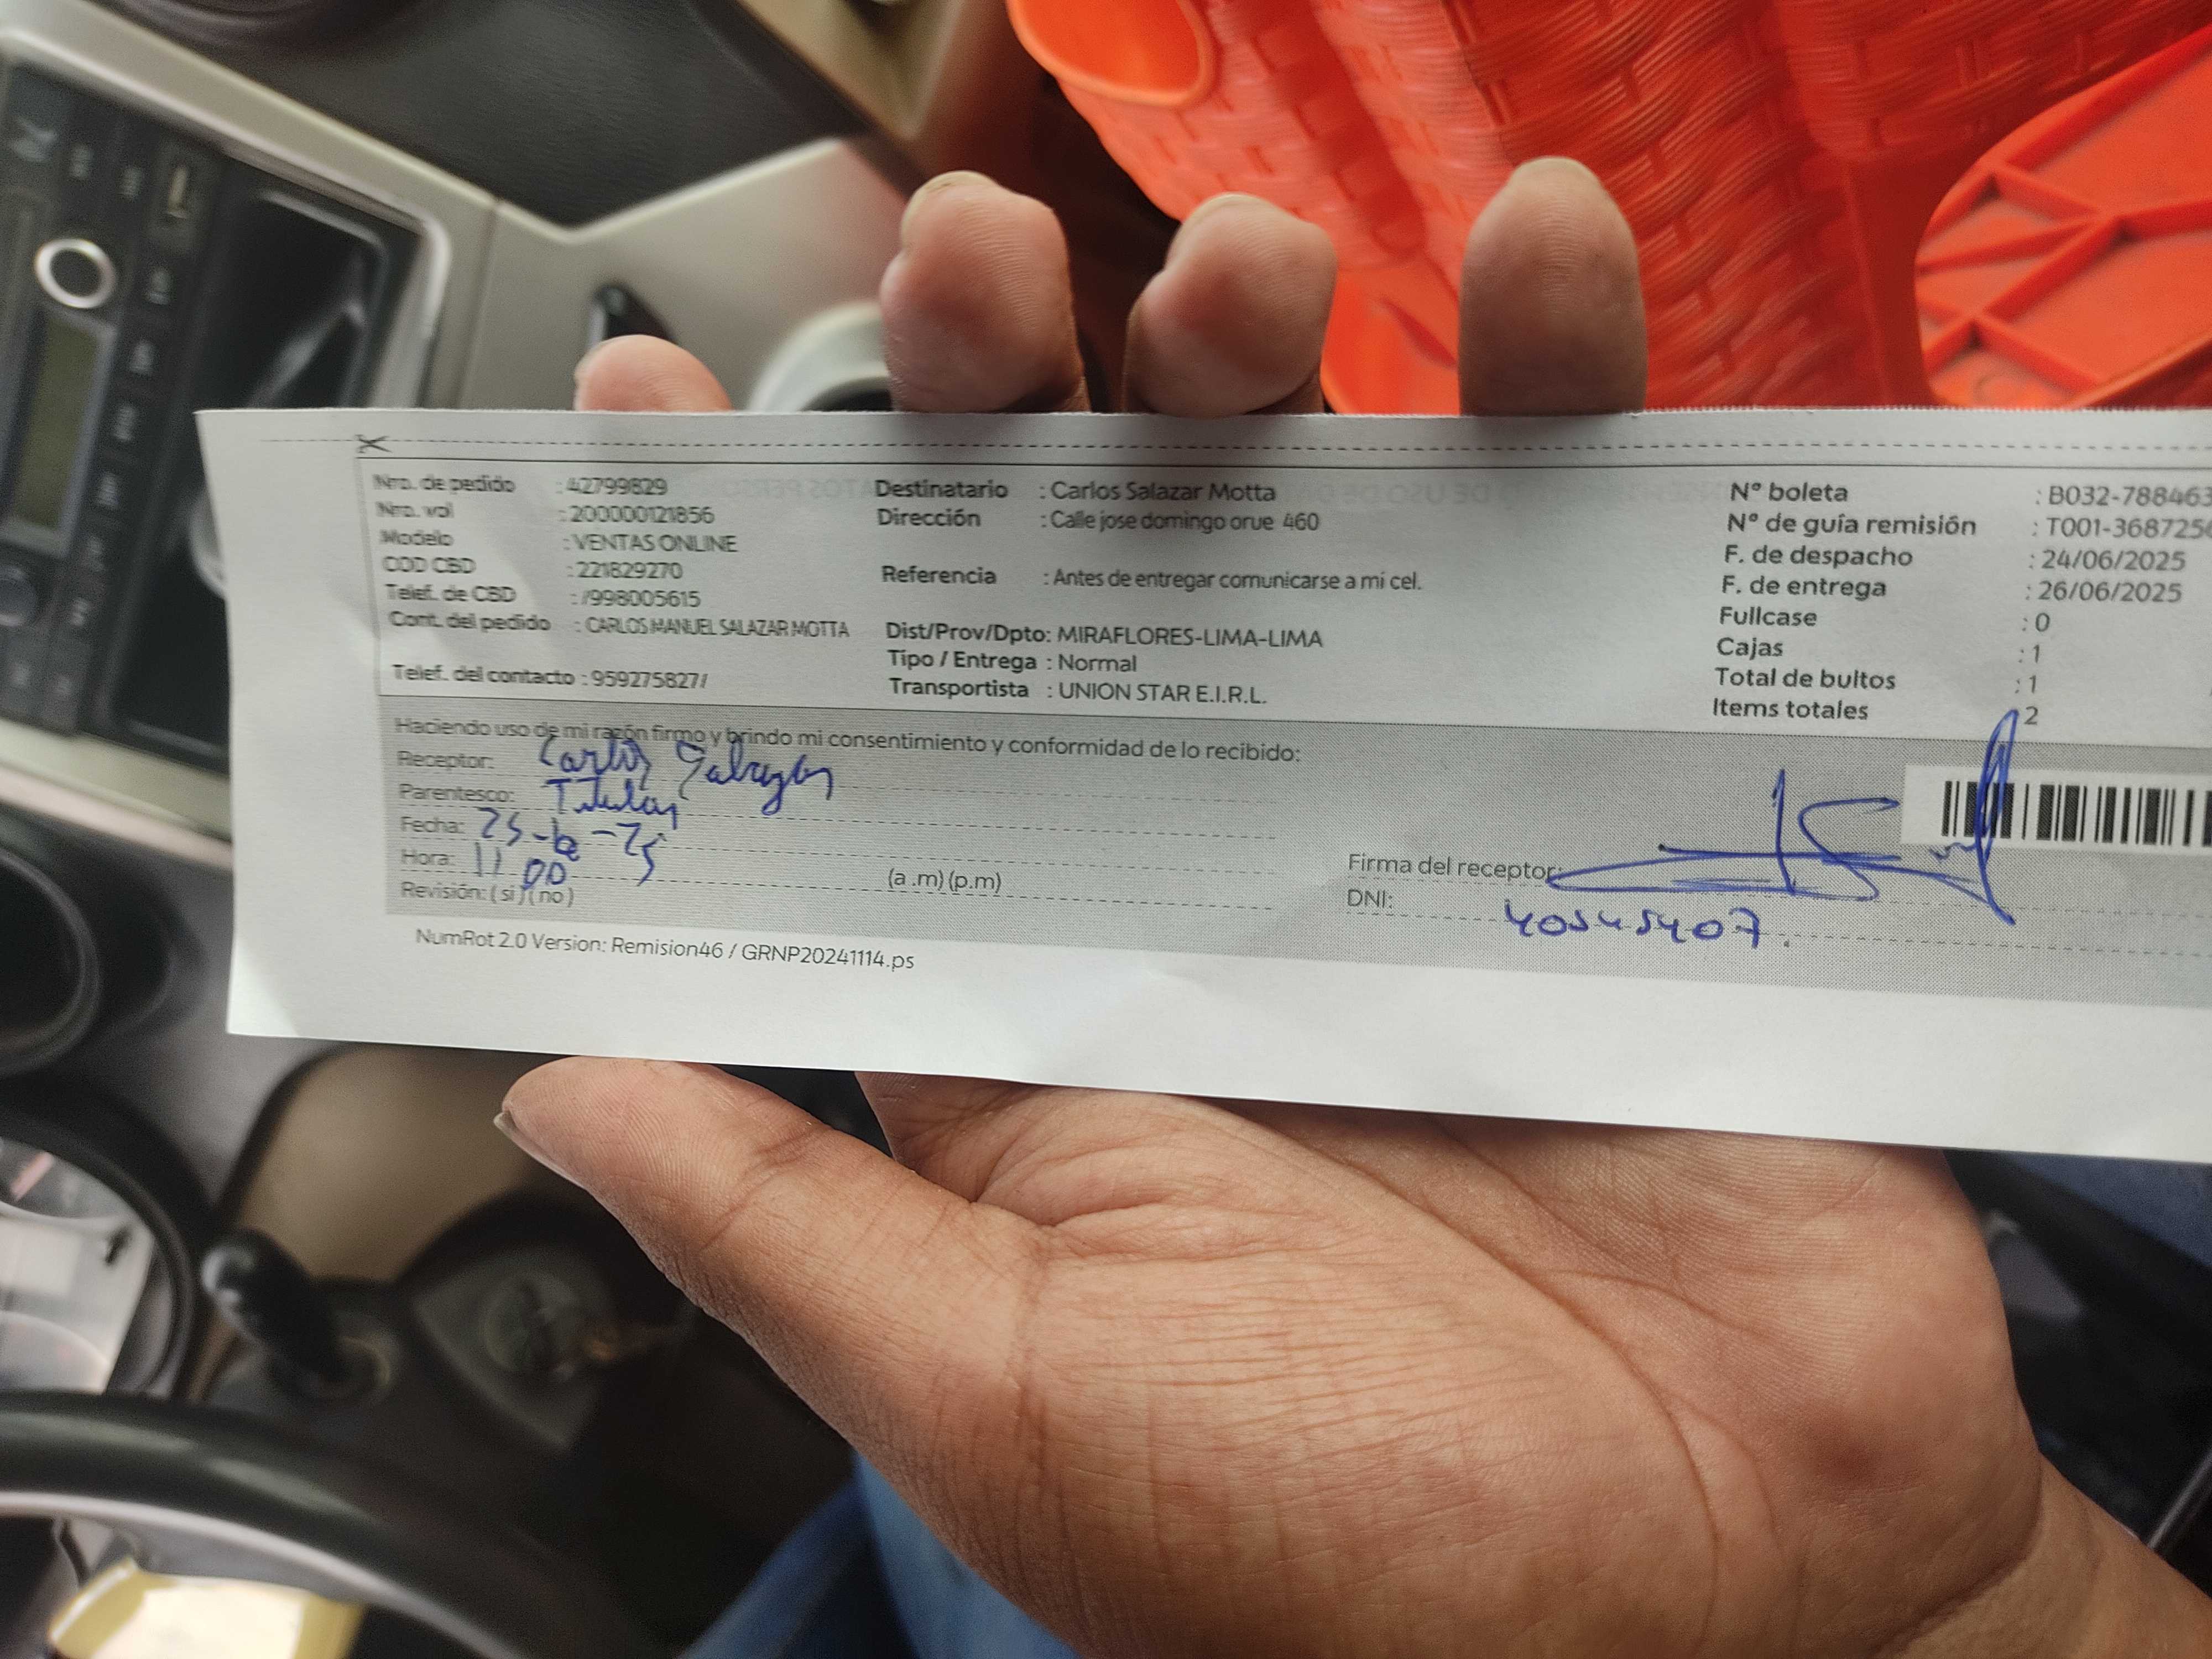 Nro. de pedido : 42799829
Nro. val : 200000121856
Modelo : VENTAS ONLINE
COD CBD : 221829270
Telef. de CBD : /998005615
Cont. del pedido : CARLOS MANUEL SALAZAR MOTTA
Telef. del contacto : 959275827/
Destinatario : Carlos Salazar Motta
Dirección : Calle jose domingo orue 460
Referencia : Antes de entregar comunicarse a mi cel.
Dist/Prov/Dpto: MIRAFLORES-LIMA-LIMA
Tipo / Entrega : Normal
Transportista : UNION STAR E.I.R.L.
N° boleta : B032-788463
N° de guía remisión : T001-3687256
F. de despacho : 24/06/2025
F. de entrega : 26/06/2025
Fullcase : 0
Cajas : 1
Total de bultos : 1
Items totales : 2
Haciendo uso de mi razón firmo y brindo mi consentimiento y conformidad de lo recibido:
Receptor: Carlos Salazar
Parentesco: Titular
Fecha: 25-6-25
Hora: 11 00 (a.m) (p.m)
Revisión: ( si ) ( no )
Firma del receptor:
DNI: 40545407.
NumRot 2.0 Version: Remision46 / GRNP20241114.ps